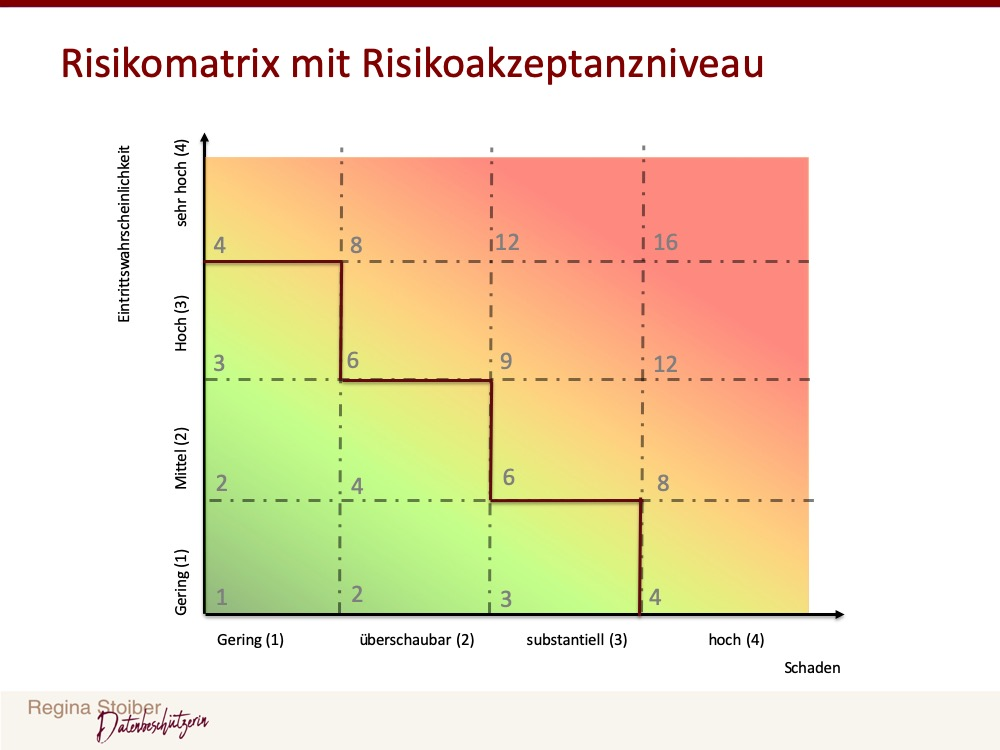 Risikomatrix mit Risikoakzeptanzniveau
Eintrittswahrscheinlichkeit
sehr hoch (4)
4 8 12 16
Hoch (3)
3 6 9 12
Mittel (2)
2 4 6 8
Gering (1)
1 2 3 4
Gering (1) überschaubar (2) substantiell (3) hoch (4)
Schaden
Regina Stoiber
Datenbeschützerin